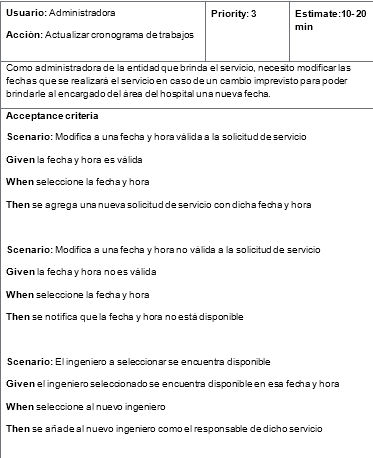 Usuario: Administradora
Acción: Actualizar cronograma de trabajos
Priority: 3
Estimate:10-20
min
Como administradora de la entidad que brinda el servicio, necesito modificar las
fechas que se realizará el servicio en caso de un cambio imprevisto para poder
brindarle al encargado del área del hospital una nueva fecha.
Acceptance criteria
Scenario: Modifica a una fecha y hora válida a la solicitud de servicio
Given la fecha y hora es válida
When seleccione la fecha y hora
Then se agrega una nueva solicitud de servicio con dicha fecha y hora
Scenario: Modifica a una fecha y hora no válida a la solicitud de servicio
Given la fecha y hora no es válida
When seleccione la fecha y hora
Then se notifica que la fecha y hora no está disponible
Scenario: El ingeniero a seleccionar se encuentra disponible
Given el ingeniero seleccionado se encuentra disponible en esa fecha y hora
When seleccione al nuevo ingeniero
Then se añade al nuevo ingeniero como el responsable de dicho servicio